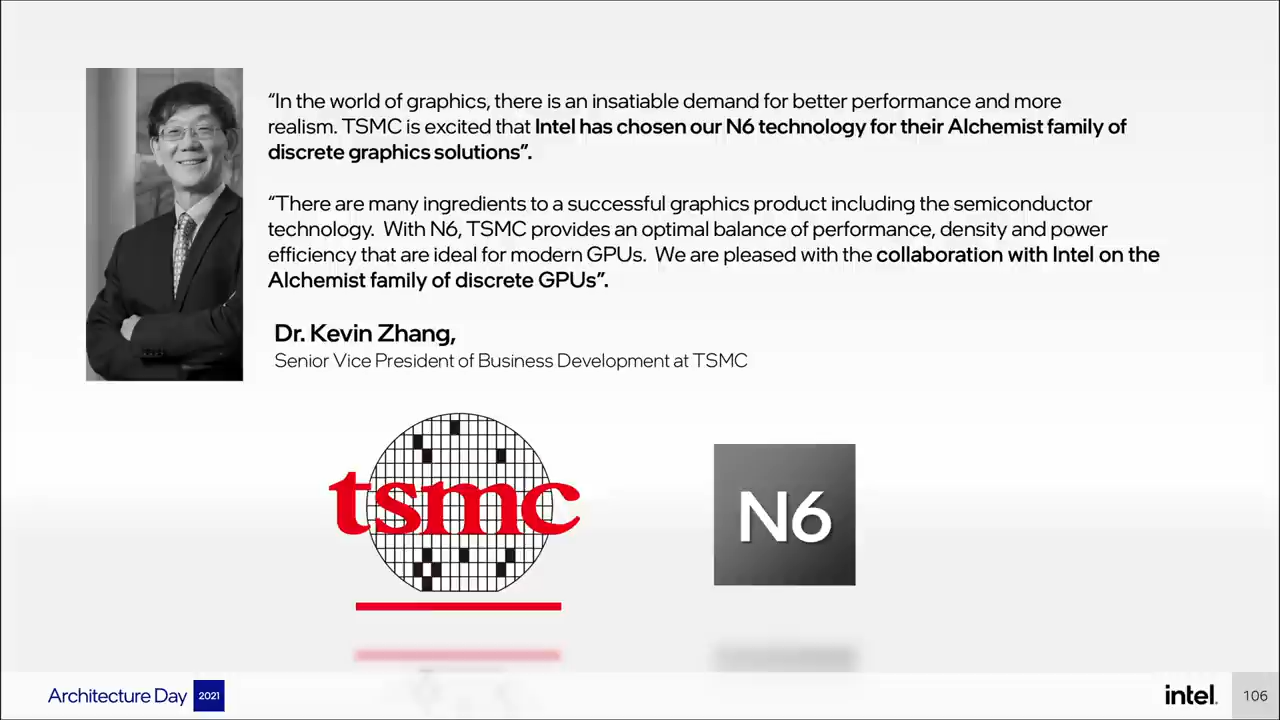 “In the world of graphics, there is an insatiable demand for better performance and more
realism. TSMC is excited that Intel has chosen our N6 technology for their Alchemist family of
discrete graphics solutions”.
“There are many ingredients to a successful graphics product including the semiconductor
technology.  With N6, TSMC provides an optimal balance of performance, density and power
efficiency that are ideal for modern GPUs.  We are pleased with the collaboration with Intel on the
Alchemist family of discrete GPUs”.
Dr. Kevin Zhang,
Senior Vice President of Business Development at TSMC
tsmc
N6
Architecture Day 2021
intel.
106